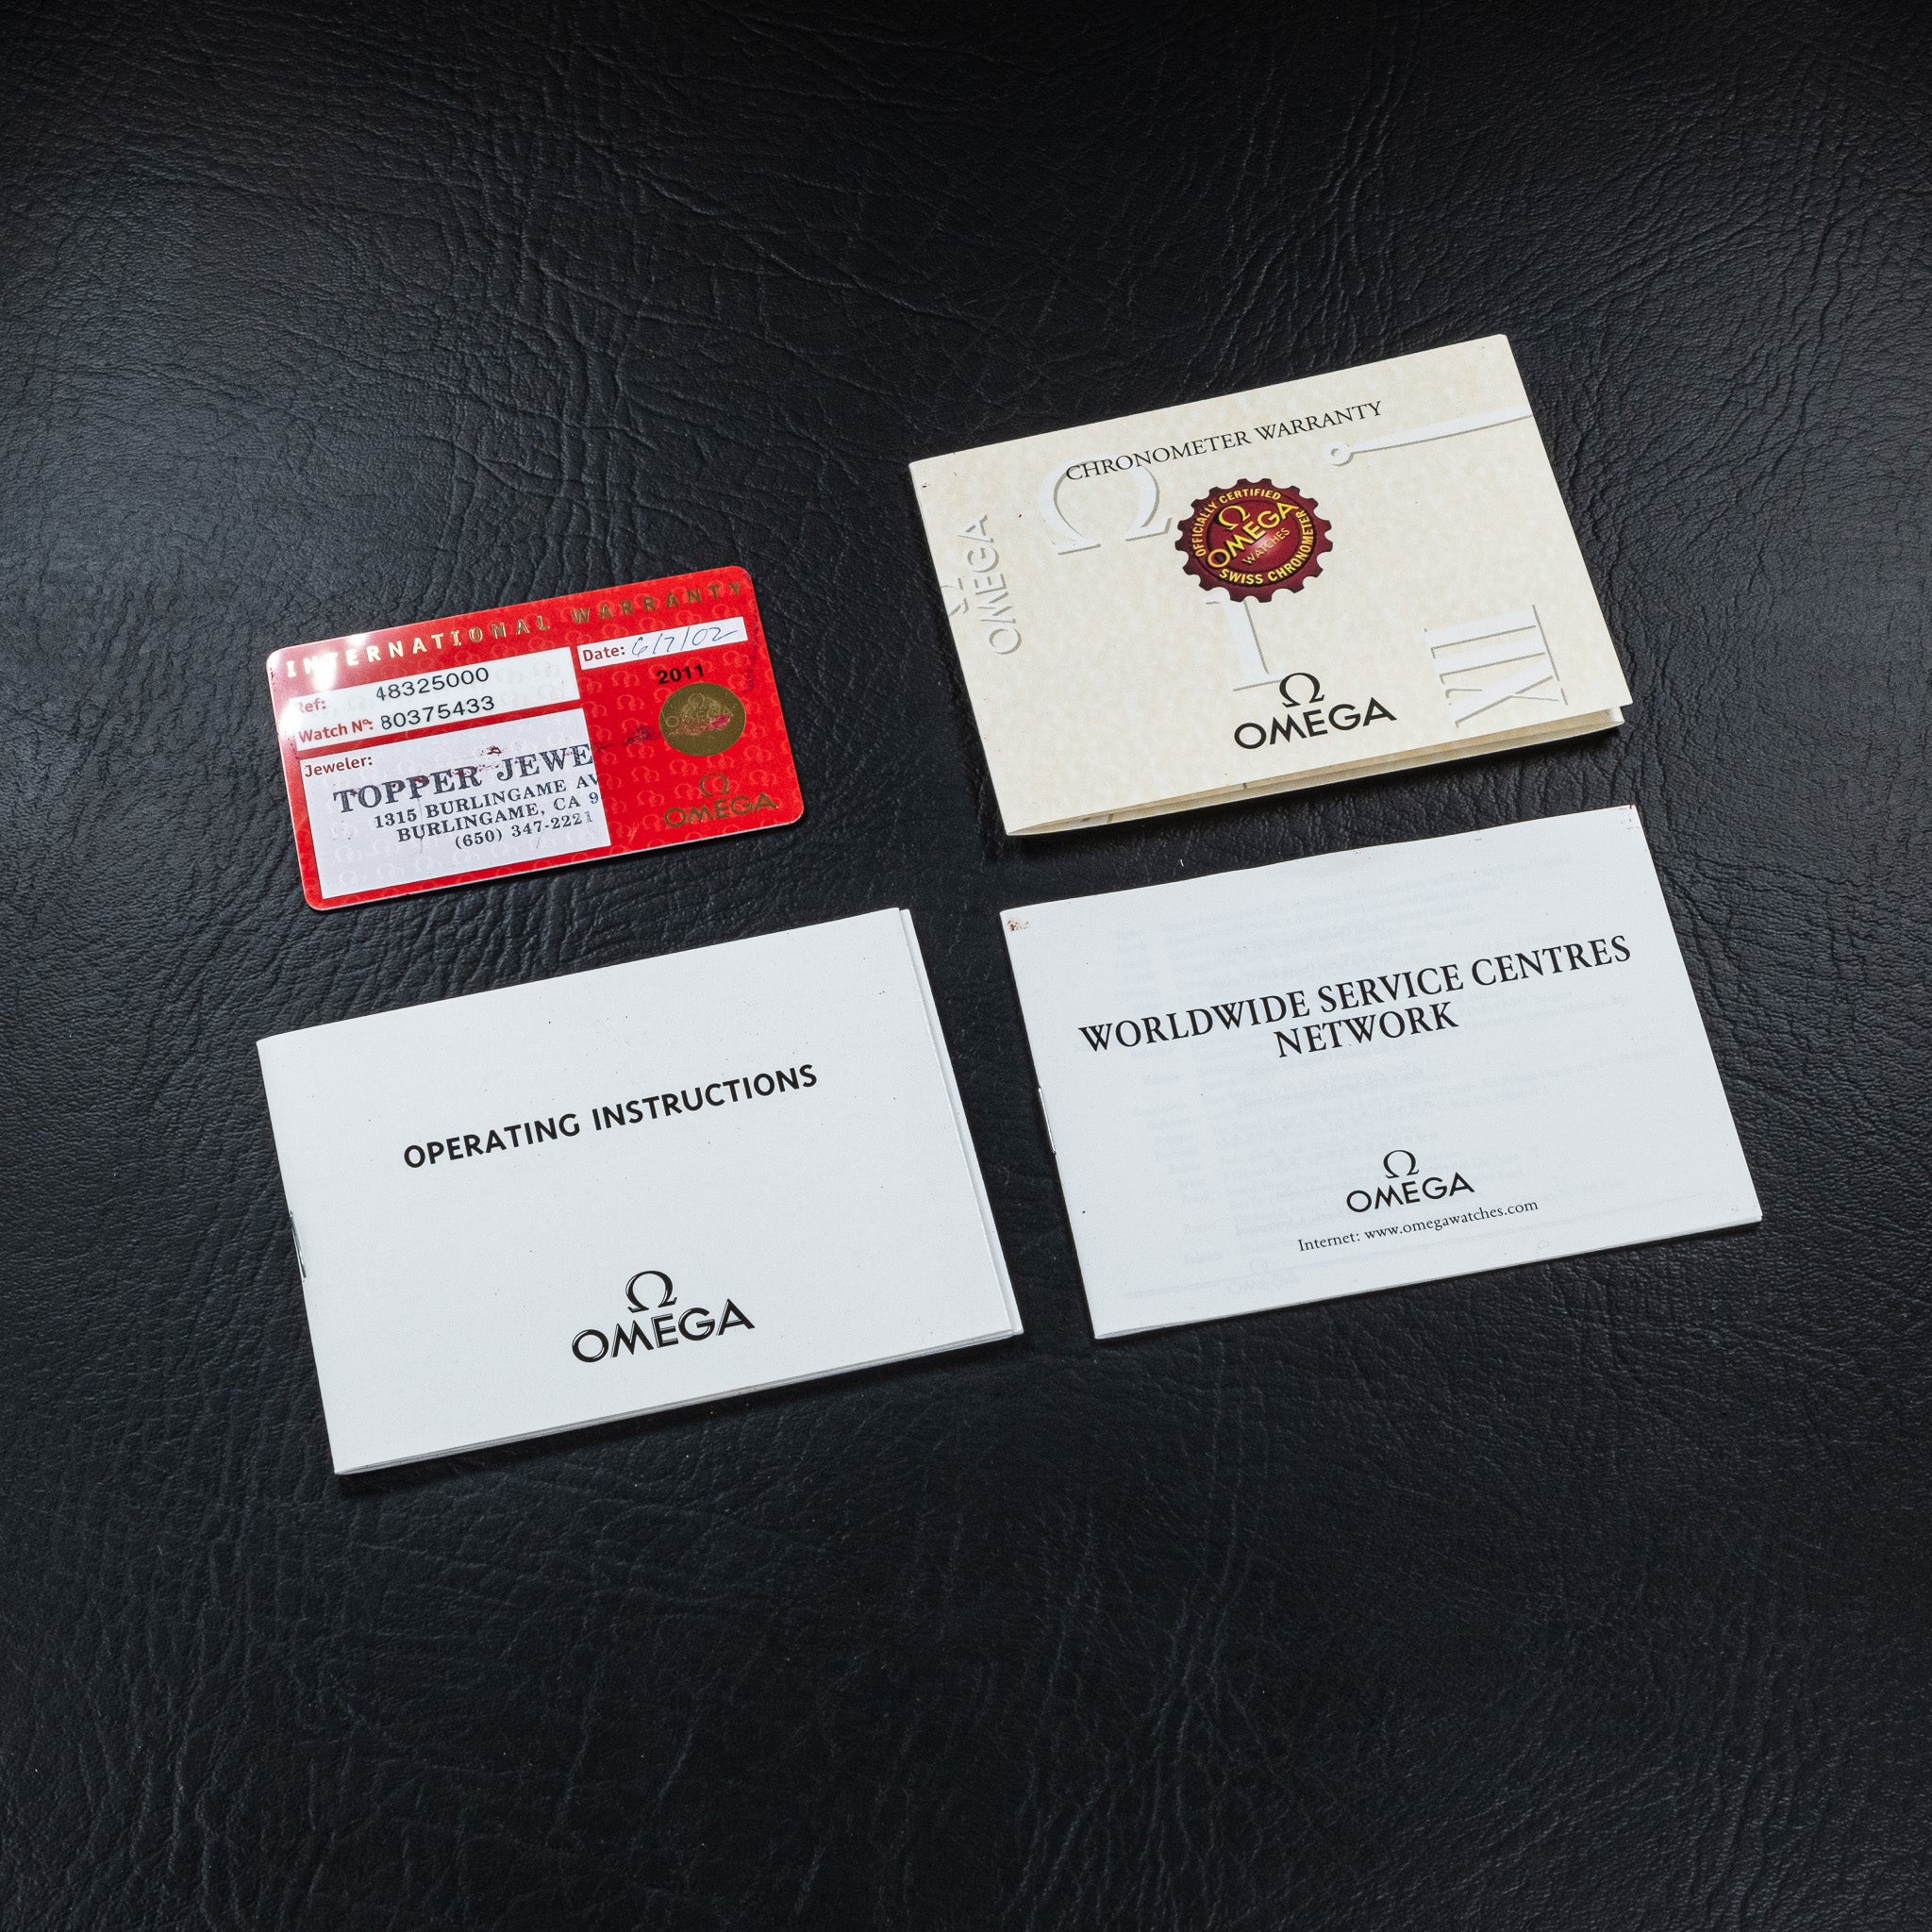 INTERNATIONAL WARRANTY
Ref: 48325000
Watch Nº: 80375433
Date: 6/7/02
2011
Jeweler:
TOPPER JEWE
1315 BURLINGAME AV
BURLINGAME, CA 9
(650) 347-2221
Ω
OMEGA
CHRONOMETER WARRANTY
Ω
OMEGA
OFFICIALLY CERTIFIED
Ω
OMEGA
WATCHES
SWISS CHRONOMETER
I
XII
Ω
OMEGA
OPERATING INSTRUCTIONS
Ω
OMEGA
WORLDWIDE SERVICE CENTRES
NETWORK
Ω
OMEGA
Internet: www.omegawatches.com